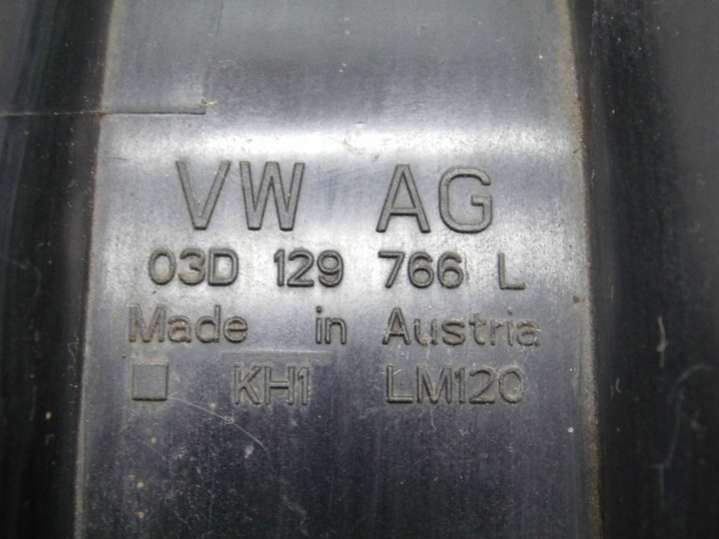 VW AG
03D 129 766 L
Made in Austria
KH1 LM120